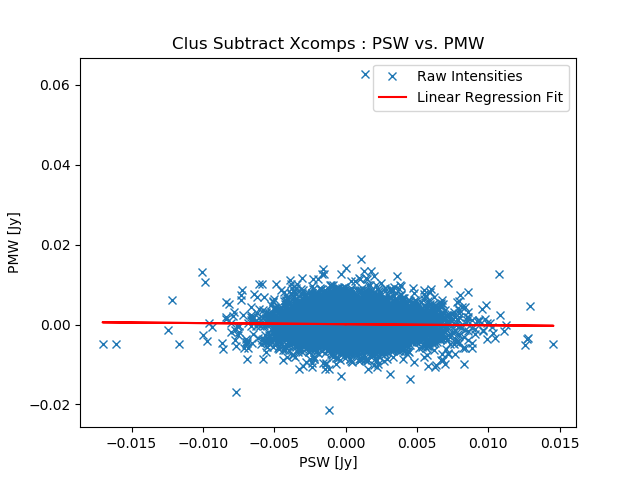 Clus Subtract Xcomps : PSW vs. PMW
Raw Intensities
Linear Regression Fit
0.06
0.04
0.02
0.00
−0.02
PMW [Jy]
−0.015 −0.010 −0.005 0.000 0.005 0.010 0.015
PSW [Jy]